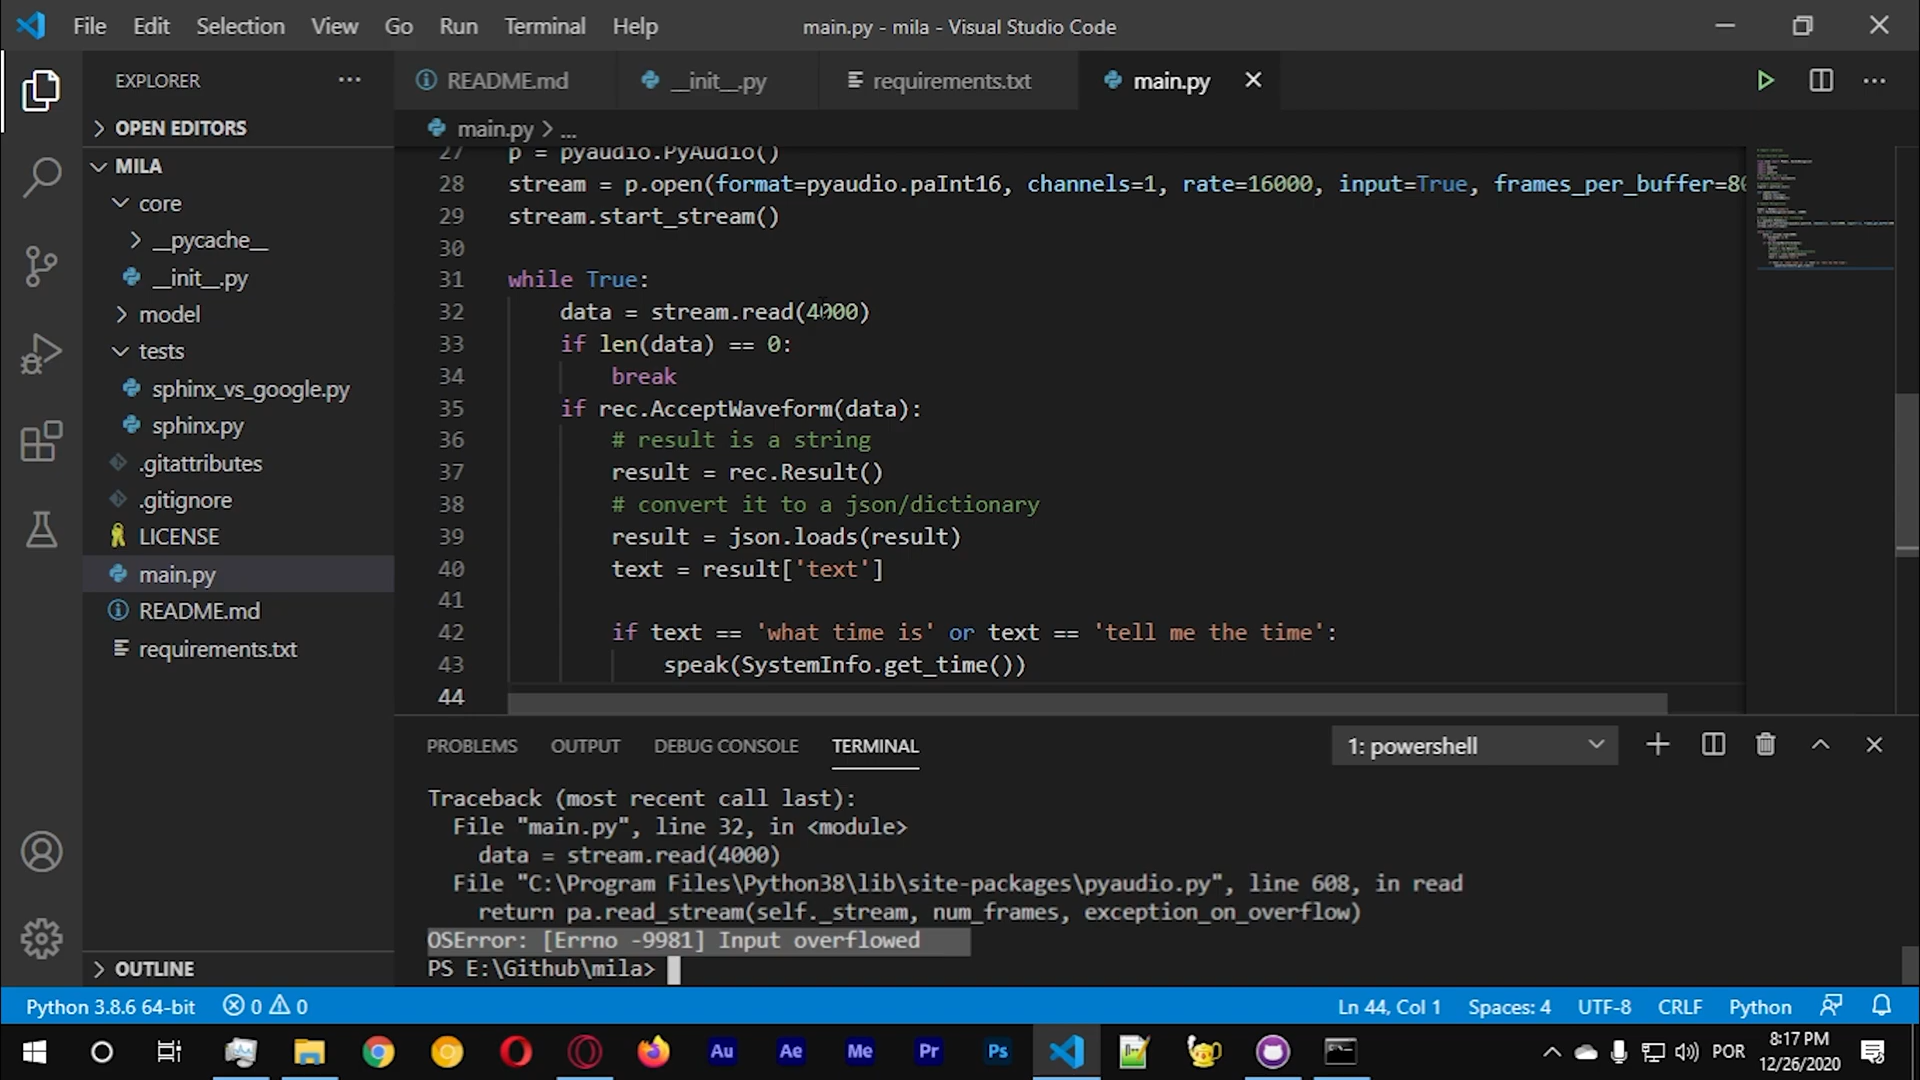 File Edit Selection View Go Run Terminal Help
main.py - mila - Visual Studio Code
EXPLORER
README.md
__init__.py
requirements.txt
main.py
OPEN EDITORS
main.py > ...
MILA
core
__pycache__
__init__.py
model
tests
sphinx_vs_google.py
sphinx.py
.gitattributes
.gitignore
LICENSE
main.py
README.md
requirements.txt
OUTLINE
27 p = pyaudio.PyAudio()
28 stream = p.open(format=pyaudio.paInt16, channels=1, rate=16000, input=True, frames_per_buffer=80
29 stream.start_stream()
30
31 while True:
32 data = stream.read(4000)
33 if len(data) == 0:
34 break
35 if rec.AcceptWaveform(data):
36 # result is a string
37 result = rec.Result()
38 # convert it to a json/dictionary
39 result = json.loads(result)
40 text = result['text']
41
42 if text == 'what time is' or text == 'tell me the time':
43 speak(SystemInfo.get_time())
44
PROBLEMS OUTPUT DEBUG CONSOLE TERMINAL
1: powershell
Traceback (most recent call last):
File "main.py", line 32, in <module>
data = stream.read(4000)
File "C:\Program Files\Python38\lib\site-packages\pyaudio.py", line 608, in read
return pa.read_stream(self._stream, num_frames, exception_on_overflow)
OSError: [Errno -9981] Input overflowed
PS E:\Github\mila>
Python 3.8.6 64-bit 0 0
Ln 44, Col 1 Spaces: 4 UTF-8 CRLF Python
Au Ae Me Pr Ps
POR
8:17 PM
12/26/2020